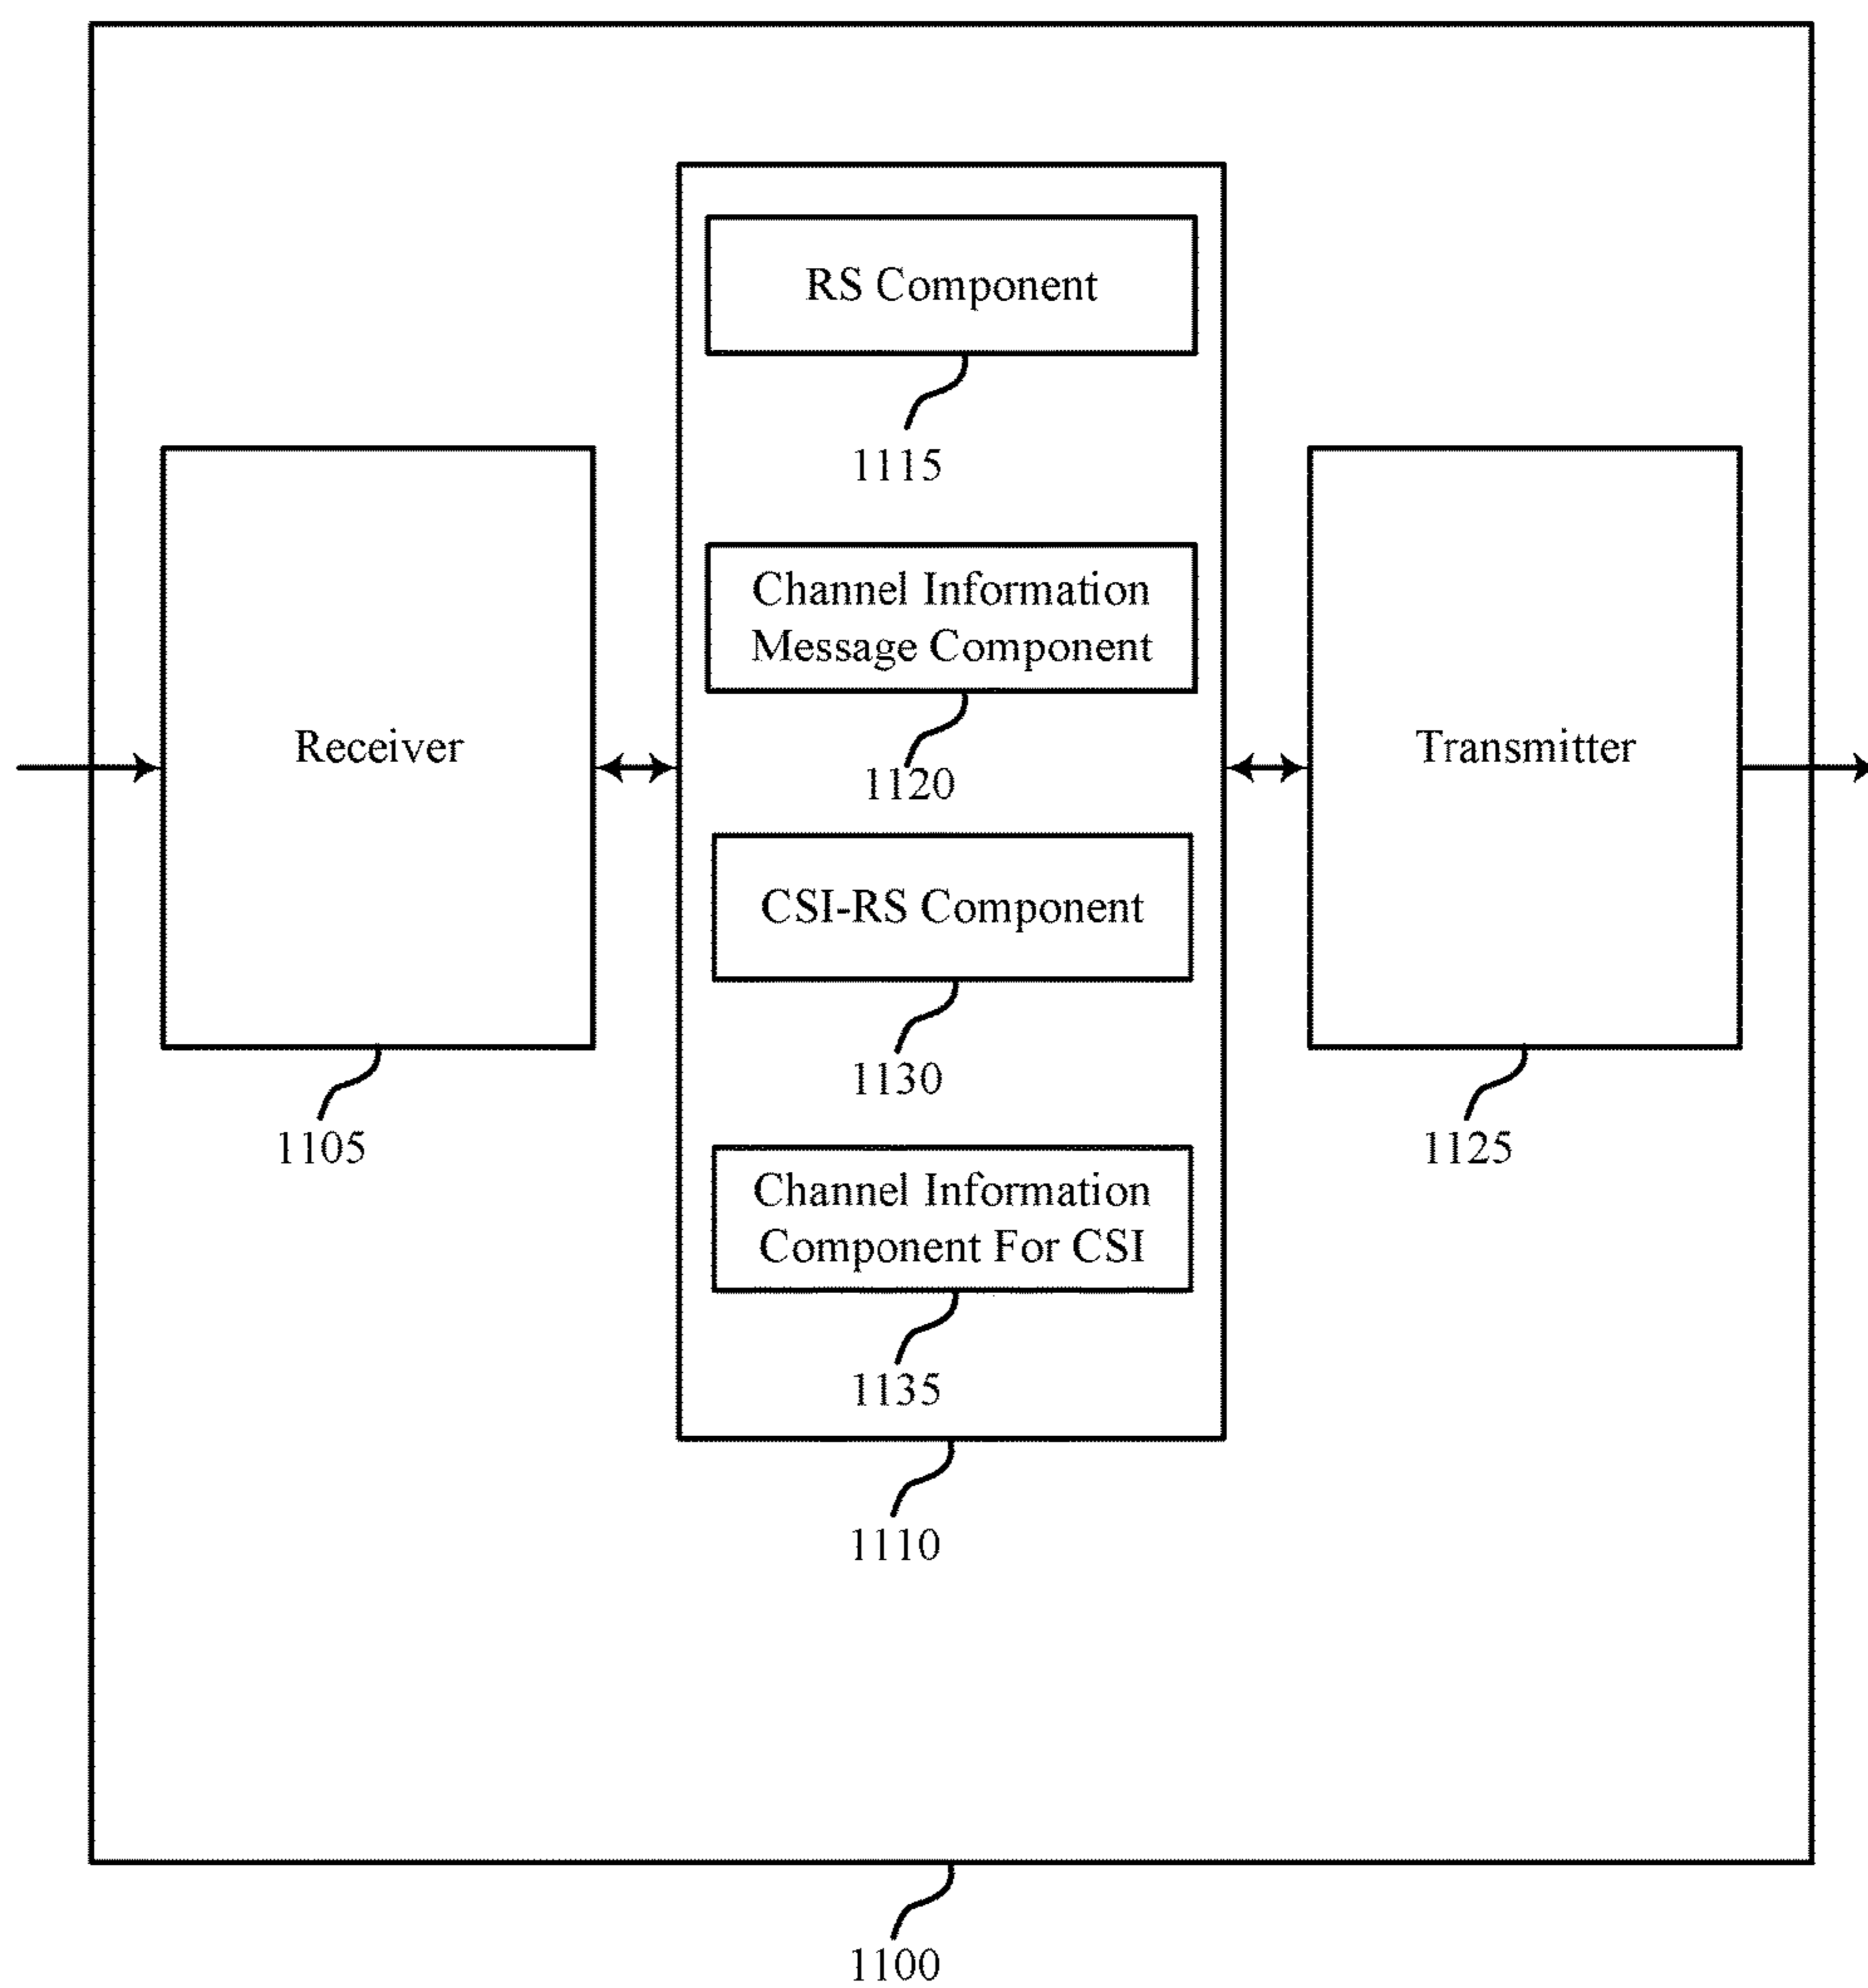 RS Component
1115
Channel Information
Message Component
1120
Receiver
Transmitter
CSI-RS Component
1130
1105
1125
Channel Information
Component For CSI
1135
1110
1100